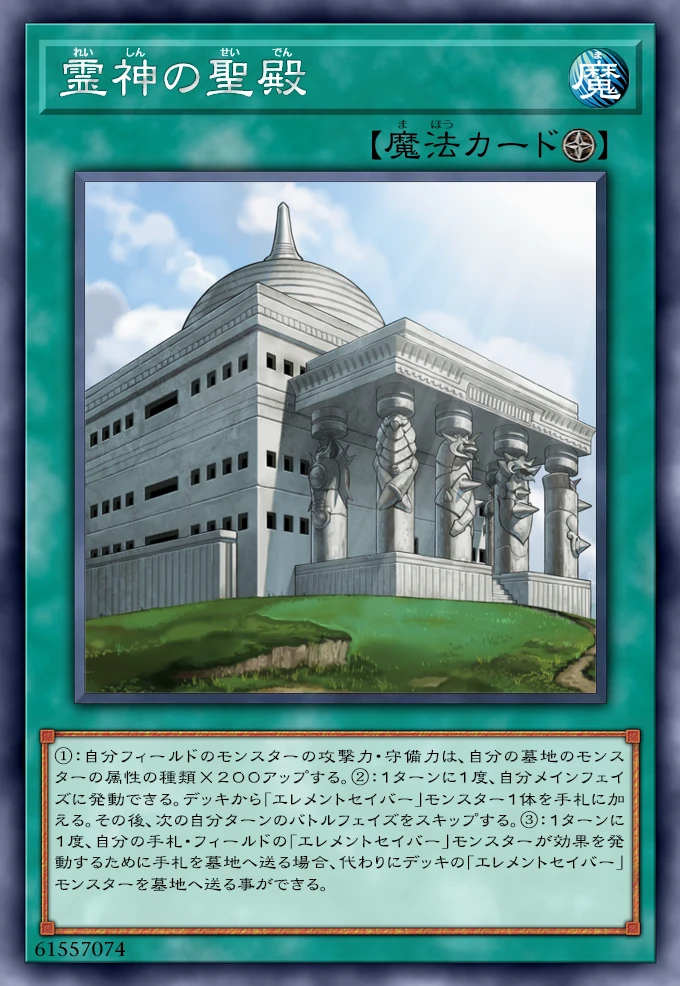 霊神の聖殿
れい しん せい でん
魔
ま
【魔法カード】
ま ほう
①:自分フィールドのモンスターの攻撃力・守備力は、自分の墓地のモンス
ターの属性の種類×200アップする。②:1ターンに1度、自分メインフェイ
ズに発動できる。デッキから「エレメントセイバー」モンスター1体を手札に加
える。その後、次の自分ターンのバトルフェイズをスキップする。③:1ターンに
1度、自分の手札・フィールドの「エレメントセイバー」モンスターが効果を発
動するために手札を墓地へ送る場合、代わりにデッキの「エレメントセイバー」
モンスターを墓地へ送る事ができる。
61557074